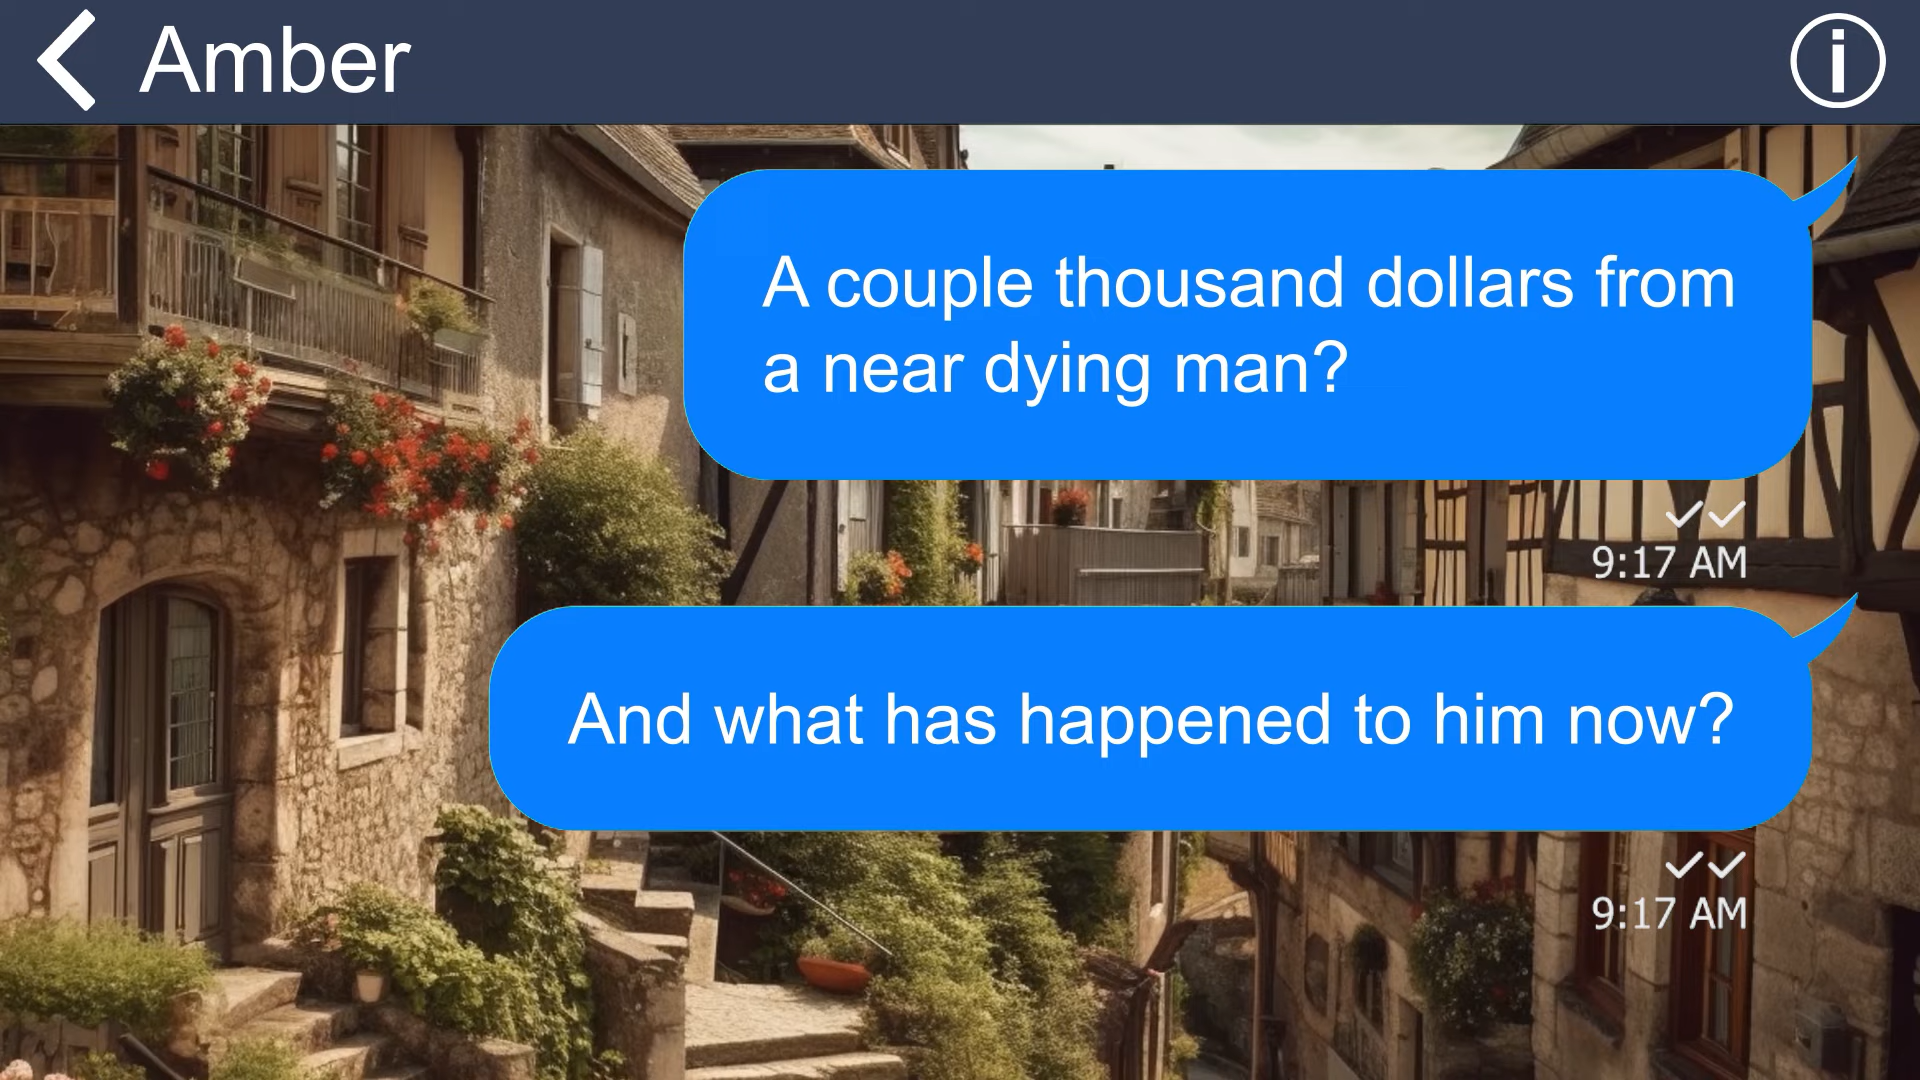 Amber
A couple thousand dollars from
a near dying man?
9:17 AM
And what has happened to him now?
9:17 AM